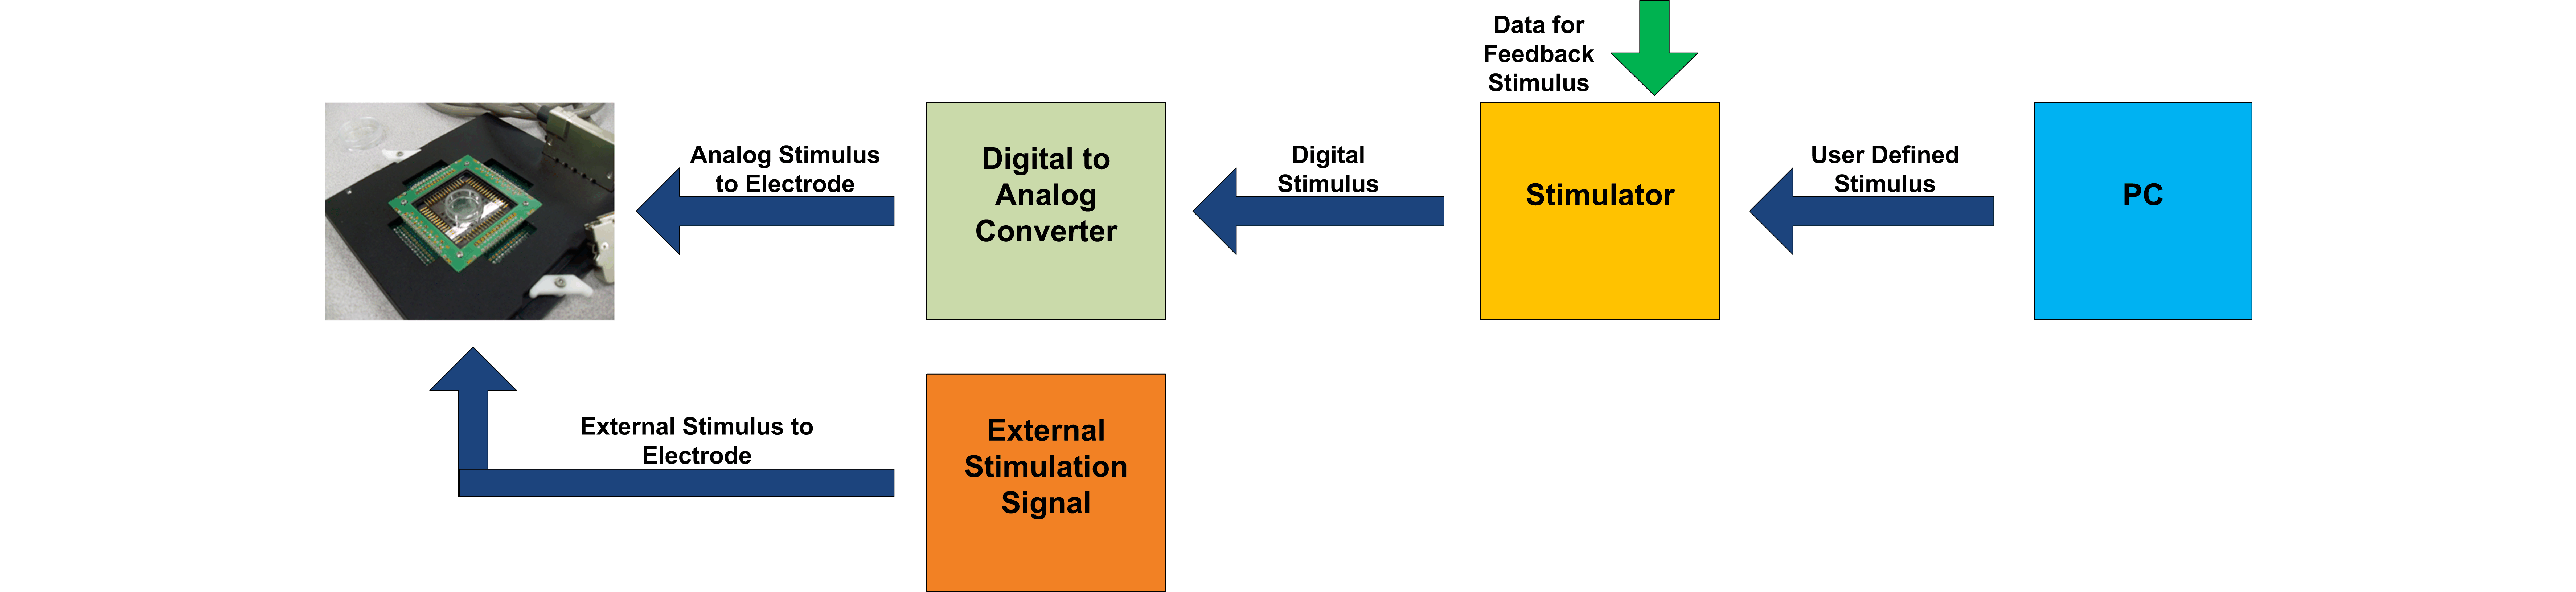 Data for
Feedback
Stimulus
Analog Stimulus
to Electrode
Digital to
Analog
Converter
Digital
Stimulus
Stimulator
User Defined
Stimulus
PC
External Stimulus to
Electrode
External
Stimulation
Signal